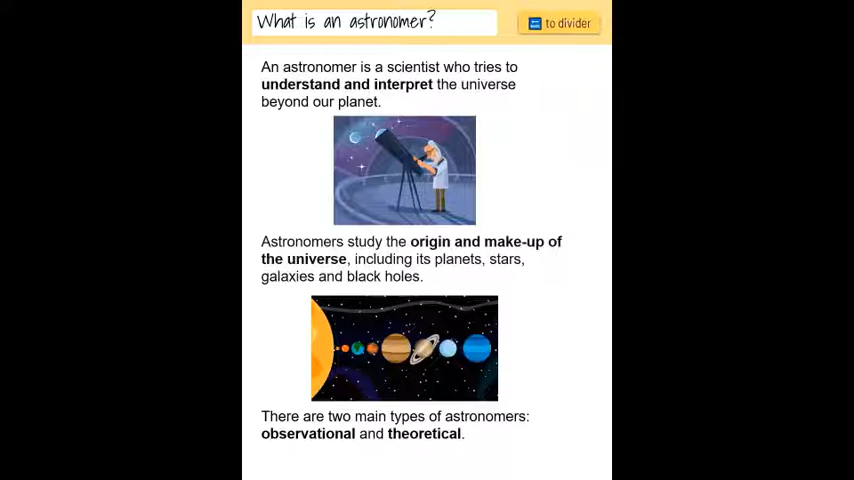 What is an astronomer?
to divider
An astronomer is a scientist who tries to
understand and interpret the universe
beyond our planet.
Astronomers study the origin and make-up of
the universe, including its planets, stars,
galaxies and black holes.
There are two main types of astronomers:
observational and theoretical.